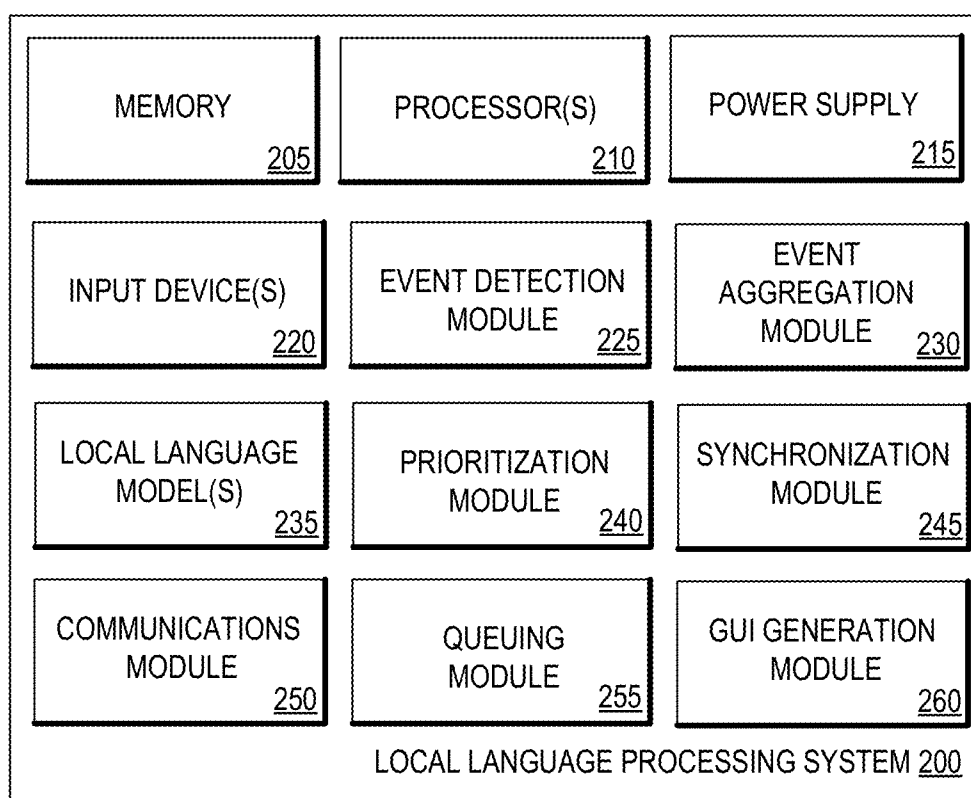 MEMORY
205
PROCESSOR(S)
210
POWER SUPPLY
215
INPUT DEVICE(S)
220
EVENT DETECTION
MODULE
225
EVENT
AGGREGATION
MODULE
230
LOCAL LANGUAGE
MODEL(S)
235
PRIORITIZATION
MODULE
240
SYNCHRONIZATION
MODULE
245
COMMUNICATIONS
MODULE
250
QUEUING
MODULE
255
GUI GENERATION
MODULE
260
LOCAL LANGUAGE PROCESSING SYSTEM 200